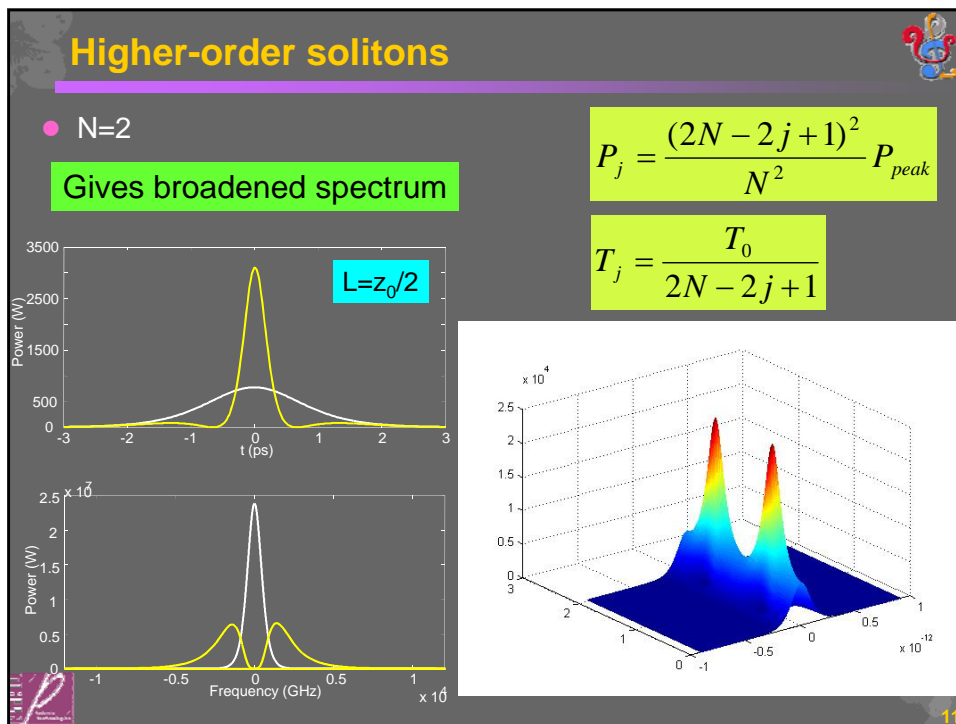 Higher-order solitons
N=2
Gives broadened spectrum
P_j = (2N − 2j + 1)^2 / N^2 P_peak
T_j = T_0 / 2N − 2j + 1
L=z_0/2
3500
2500
1500
500
0
Power (W)
-3 -2 -1 0 1 2 3
t (ps)
x 10^7
2.5
2
1.5
1
0.5
0
Power (W)
-1 -0.5 0 0.5 1
Frequency (GHz)
x 10^4
x 10^4
2.5
2
1.5
1
0.5
0
3
2
1
0
-1
-0.5
0
0.5
1
x 10^-12
11